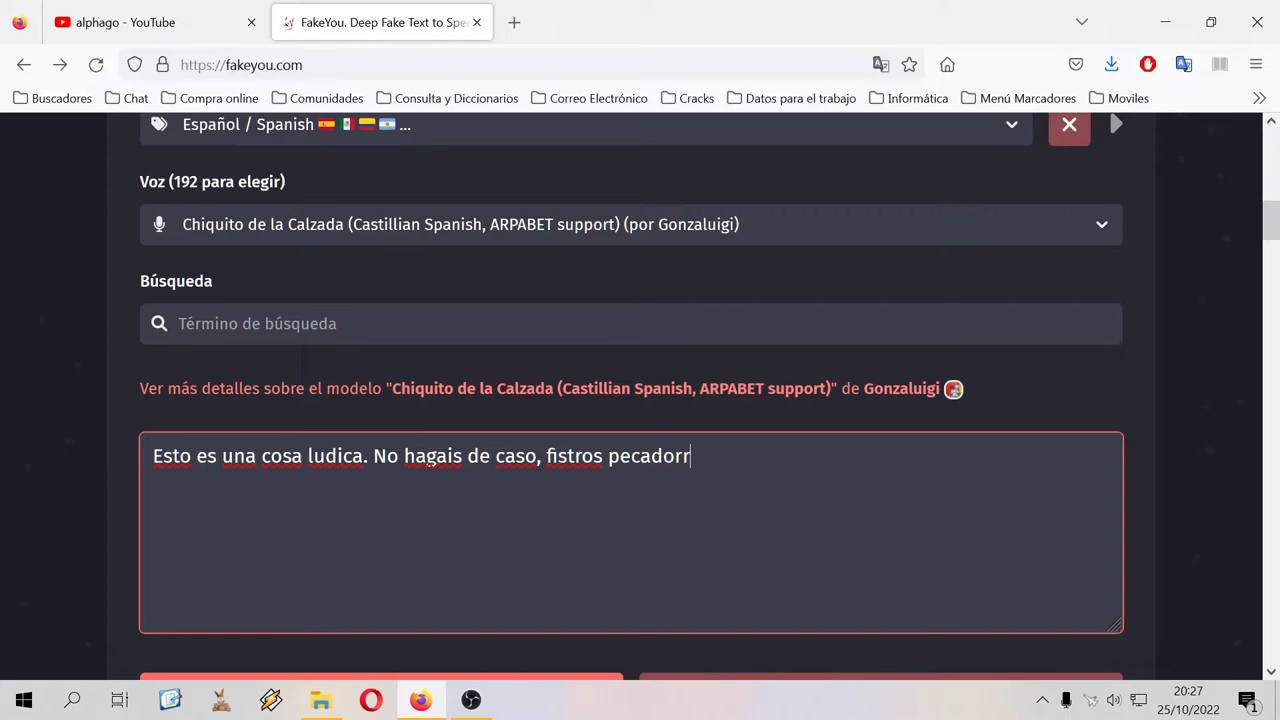 alphago - YouTube
FakeYou. Deep Fake Text to Spee
https://fakeyou.com
Buscadores
Chat
Compra online
Comunidades
Consulta y Diccionarios
Correo Electrónico
Cracks
Datos para el trabajo
Informática
Menú Marcadores
Moviles
Español / Spanish ...
Voz (192 para elegir)
Chiquito de la Calzada (Castillian Spanish, ARPABET support) (por Gonzaluigi)
Búsqueda
Término de búsqueda
Ver más detalles sobre el modelo "Chiquito de la Calzada (Castillian Spanish, ARPABET support)" de Gonzaluigi
Esto es una cosa ludica. No hagais de caso, fistros pecadorr
20:27
25/10/2022
1